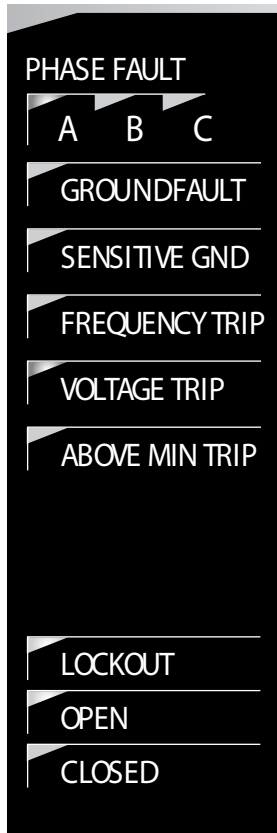 PHASE FAULT
A B C
GROUNDFAULT
SENSITIVE GND
FREQUENCY TRIP
VOLTAGE TRIP
ABOVE MIN TRIP
LOCKOUT
OPEN
CLOSED